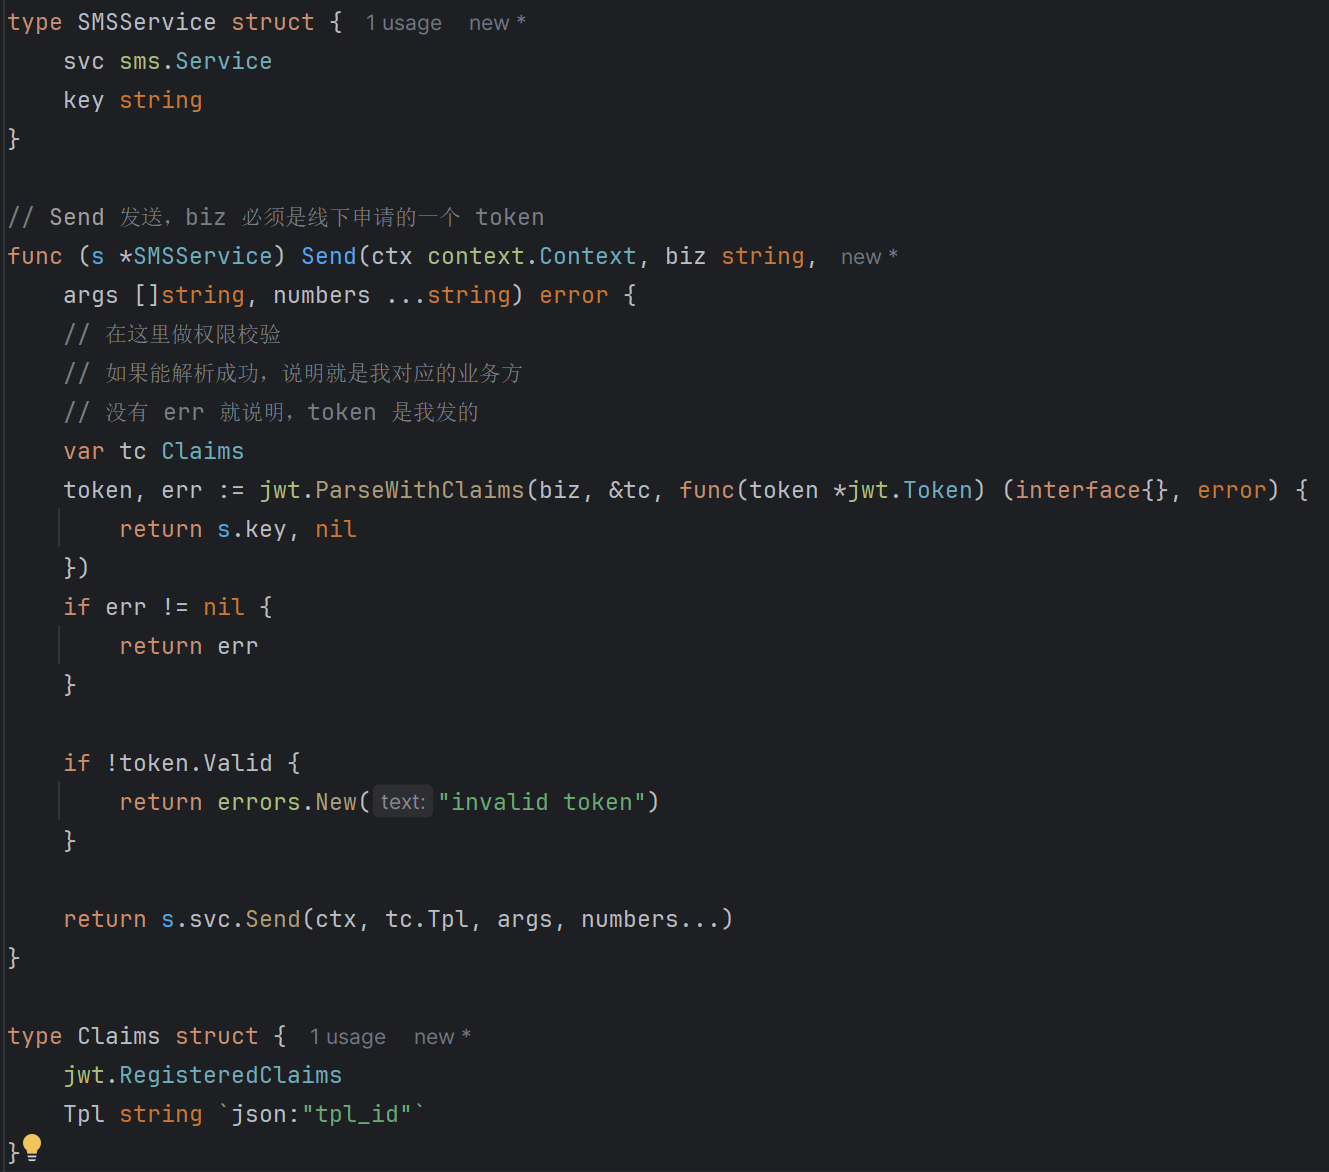 type SMSService struct {  1 usage  new *
    svc sms.Service
    key string
}
// Send 发送，biz 必须是线下申请的一个 token
func (s *SMSService) Send(ctx context.Context, biz string,  new *
    args []string, numbers ...string) error {
    // 在这里做权限校验
    // 如果能解析成功，说明就是我对应的业务方
    // 没有 err 就说明，token 是我发的
    var tc Claims
    token, err := jwt.ParseWithClaims(biz, &tc, func(token *jwt.Token) (interface{}, error) {
        return s.key, nil
    })
    if err != nil {
        return err
    }
    if !token.Valid {
        return errors.New( text: "invalid token")
    }
    return s.svc.Send(ctx, tc.Tpl, args, numbers...)
}
type Claims struct {  1 usage  new *
    jwt.RegisteredClaims
    Tpl string `json:"tpl_id"`
}